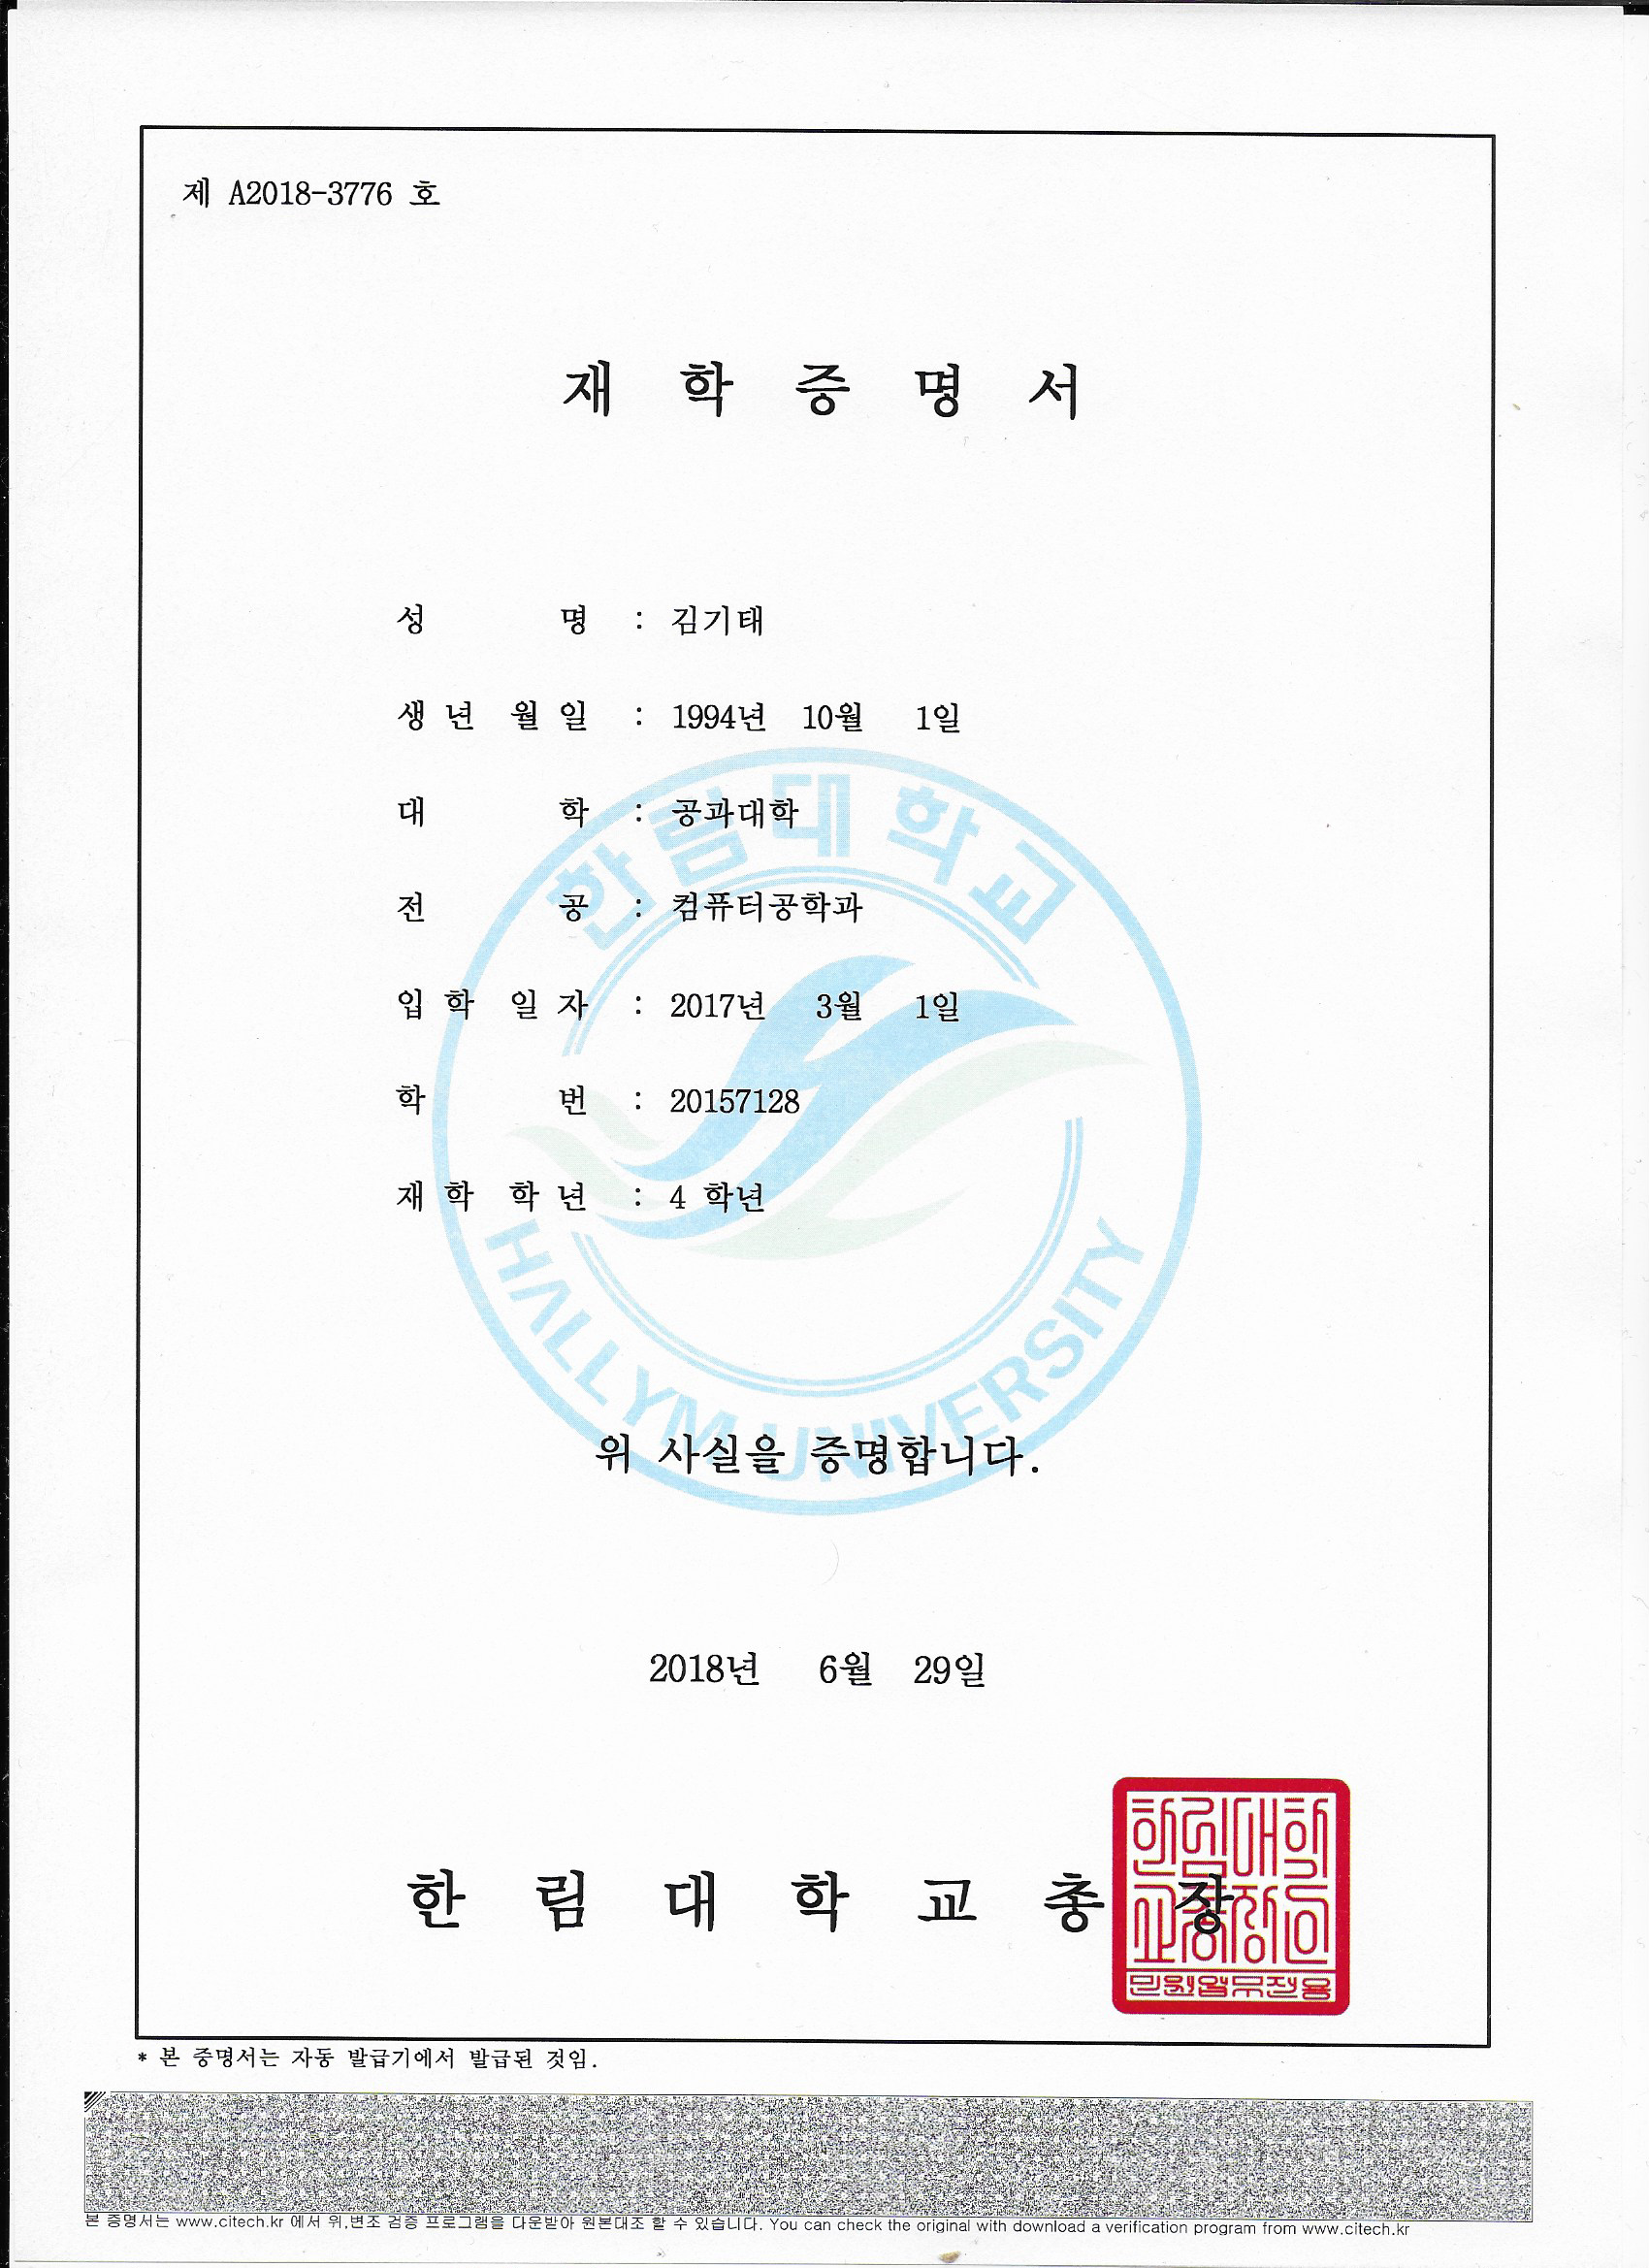 제 A2018-3776 호
재 학 증 명 서
성 명 : 김기태
생 년 월 일 : 1994년 10월 1일
대 학 : 공과대학
전 공 : 컴퓨터공학과
입 학 일 자 : 2017년 3월 1일
학 번 : 20157128
재 학 학 년 : 4 학년
한림대학교
HALLYM UNIVERSITY
위 사실을 증명합니다.
2018년 6월 29일
한 림 대 학 교 총 장
한림대학
교총장인
민원업무전용
* 본 증명서는 자동 발급기에서 발급된 것임.
본 증명서는 www.citech.kr 에서 위,변조 검증 프로그램을 다운받아 원본대조 할 수 있습니다. You can check the original with download a verification program from www.citech.kr